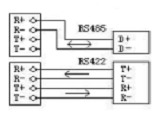 R+
R-
T+
T-
RS485
D+
D-
RS422
R+
R-
T+
T-
T+
T-
R+
R-